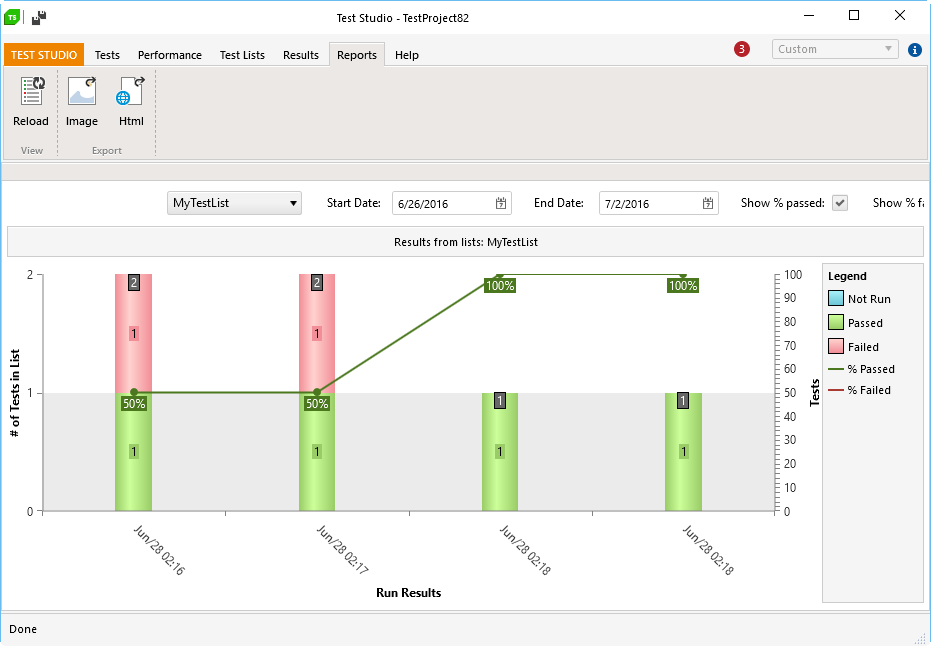 TS
Test Studio - TestProject82
TEST STUDIO Tests Performance Test Lists Results Reports Help 3 Custom i
Reload Image Html
View Export
MyTestList Start Date: 6/26/2016 7 End Date: 7/2/2016 7 Show % passed: Show % fa
Results from lists: MyTestList
# of Tests in List
2
1
0
2 2
1 1
50% 50% 100% 100%
1 1
1 1 1 1
100
90
80
70
60
50
40
30
20
10
0
Tests
Jun/28 02:16 Jun/28 02:17 Jun/28 02:18 Jun/28 02:18
Run Results
Legend
Not Run
Passed
Failed
% Passed
% Failed
Done